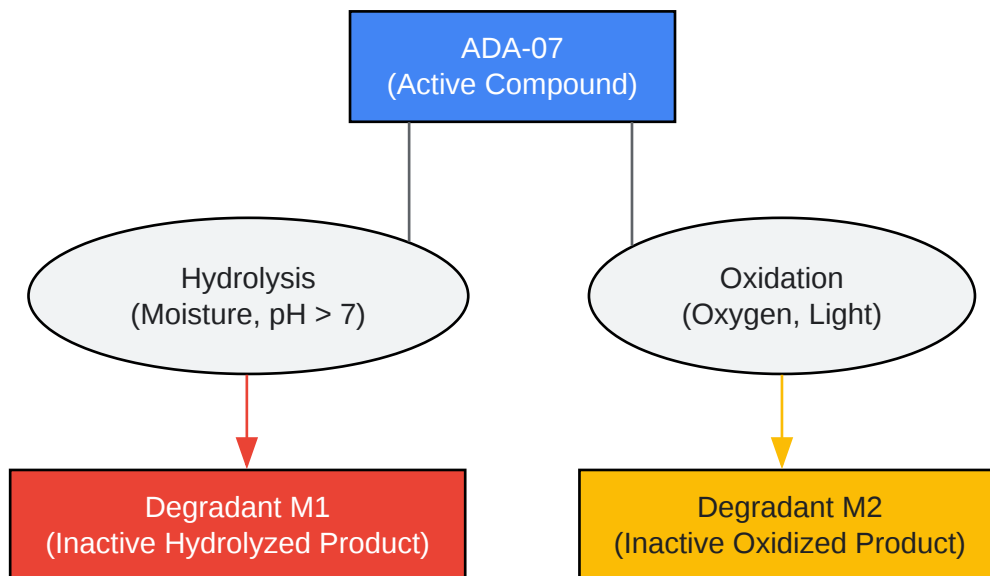 ADA-07
(Active Compound)
Hydrolysis
(Moisture, pH > 7)
Oxidation
(Oxygen, Light)
Degradant M1
(Inactive Hydrolyzed Product)
Degradant M2
(Inactive Oxidized Product)